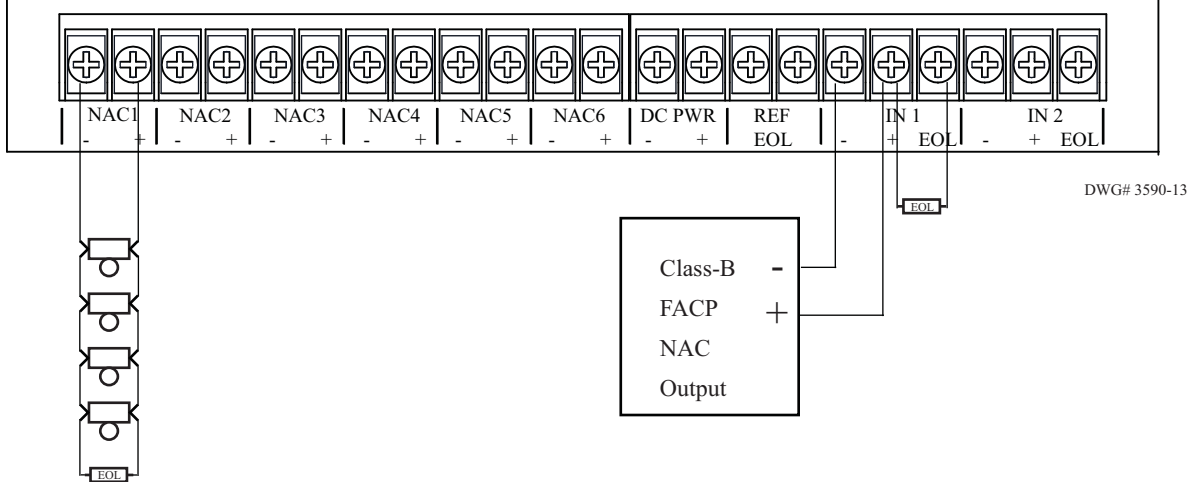 NAC1 NAC2 NAC3 NAC4 NAC5 NAC6 DC PWR REF IN 1 IN 2
- + - + - + - + - + - + - + EOL - + EOL - + EOL
DWG# 3590-13
EOL
Class-B -
FACP +
NAC
Output
EOL